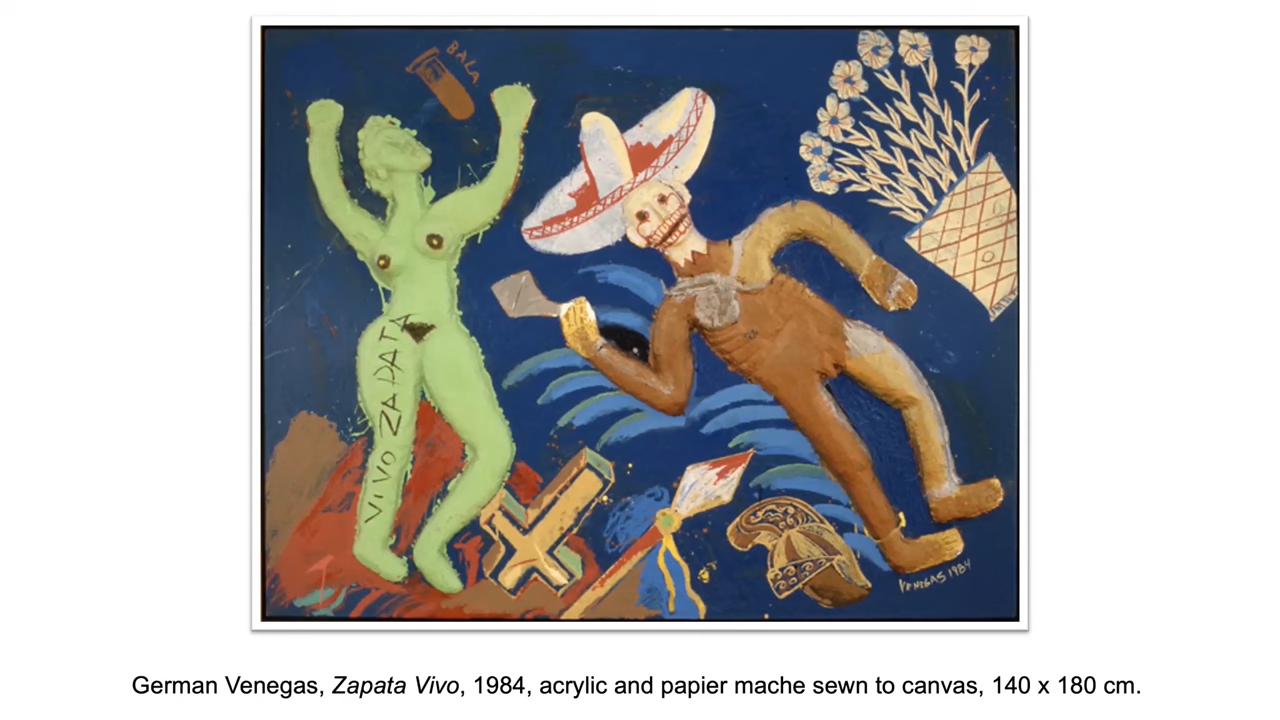 BALA
VIVO ZAPATA
VENEGAS 1984
German Venegas, Zapata Vivo, 1984, acrylic and papier mache sewn to canvas, 140 x 180 cm.